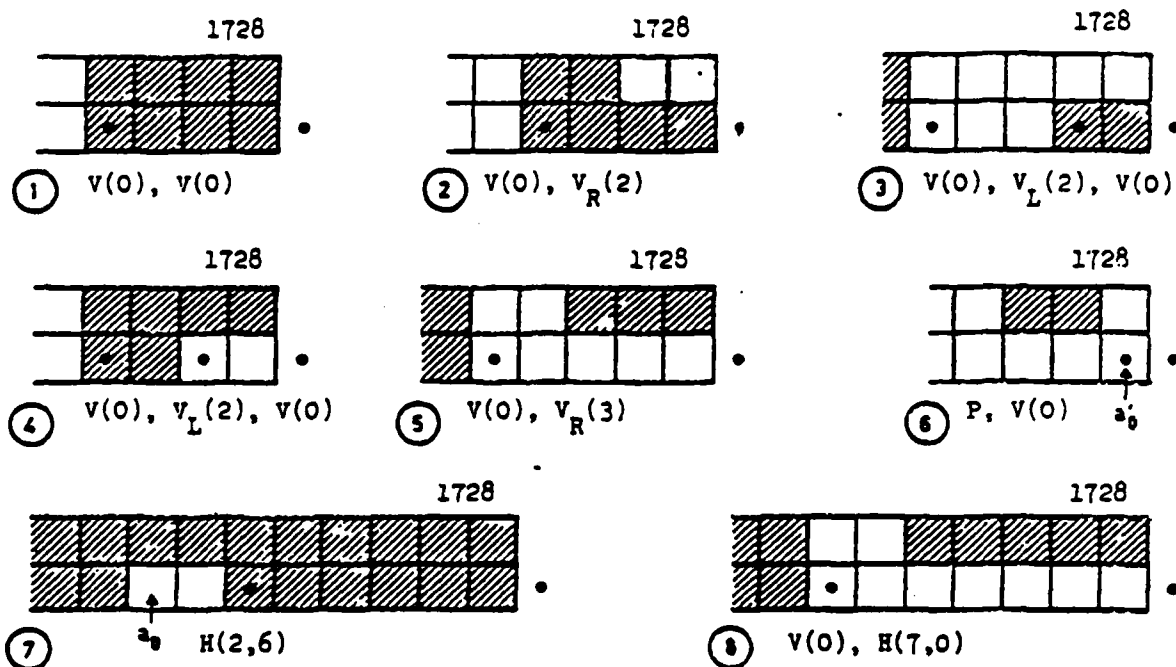 1728 1728 1728
① V(0), V(0) ② V(0), V_R(2) ③ V(0), V_L(2), V(0)
1728 1728 1728
④ V(0), V_L(2), V(0) ⑤ V(0), V_R(3) ⑥ P, V(0) a₀'
1728 1728
⑦ a₀ H(2,6) ⑧ V(0), H(7,0)